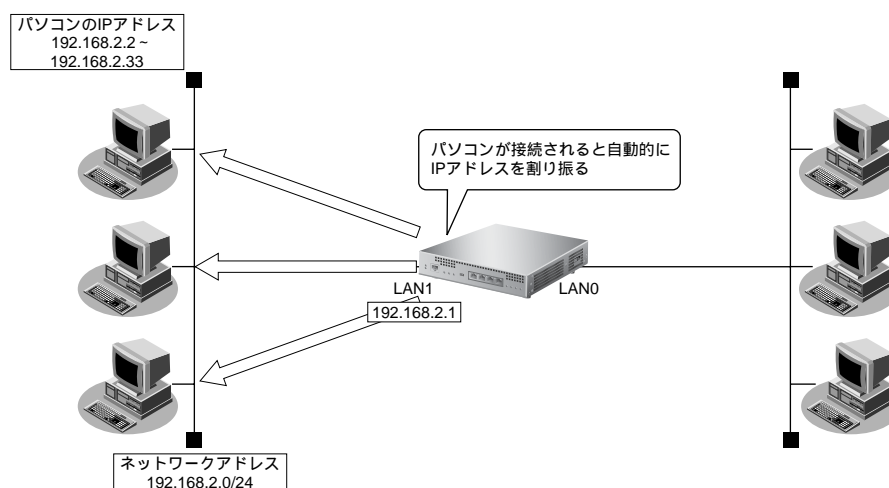 パソコンのIPアドレス
192.168.2.2~
192.168.2.33
パソコンが接続されると自動的に
IPアドレスを割り振る
LAN1
LAN0
192.168.2.1
ネットワークアドレス
192.168.2.0/24